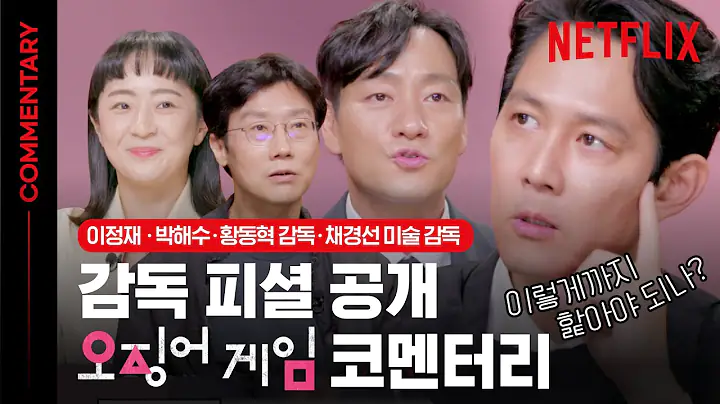 COMMENTARY
NETFLIX
이정재 · 박해수 · 황동혁 감독 · 채경선 미술 감독
감독 피셜 공개
오징어 게임 코멘터리
이렇게까지
핥아야 되나?